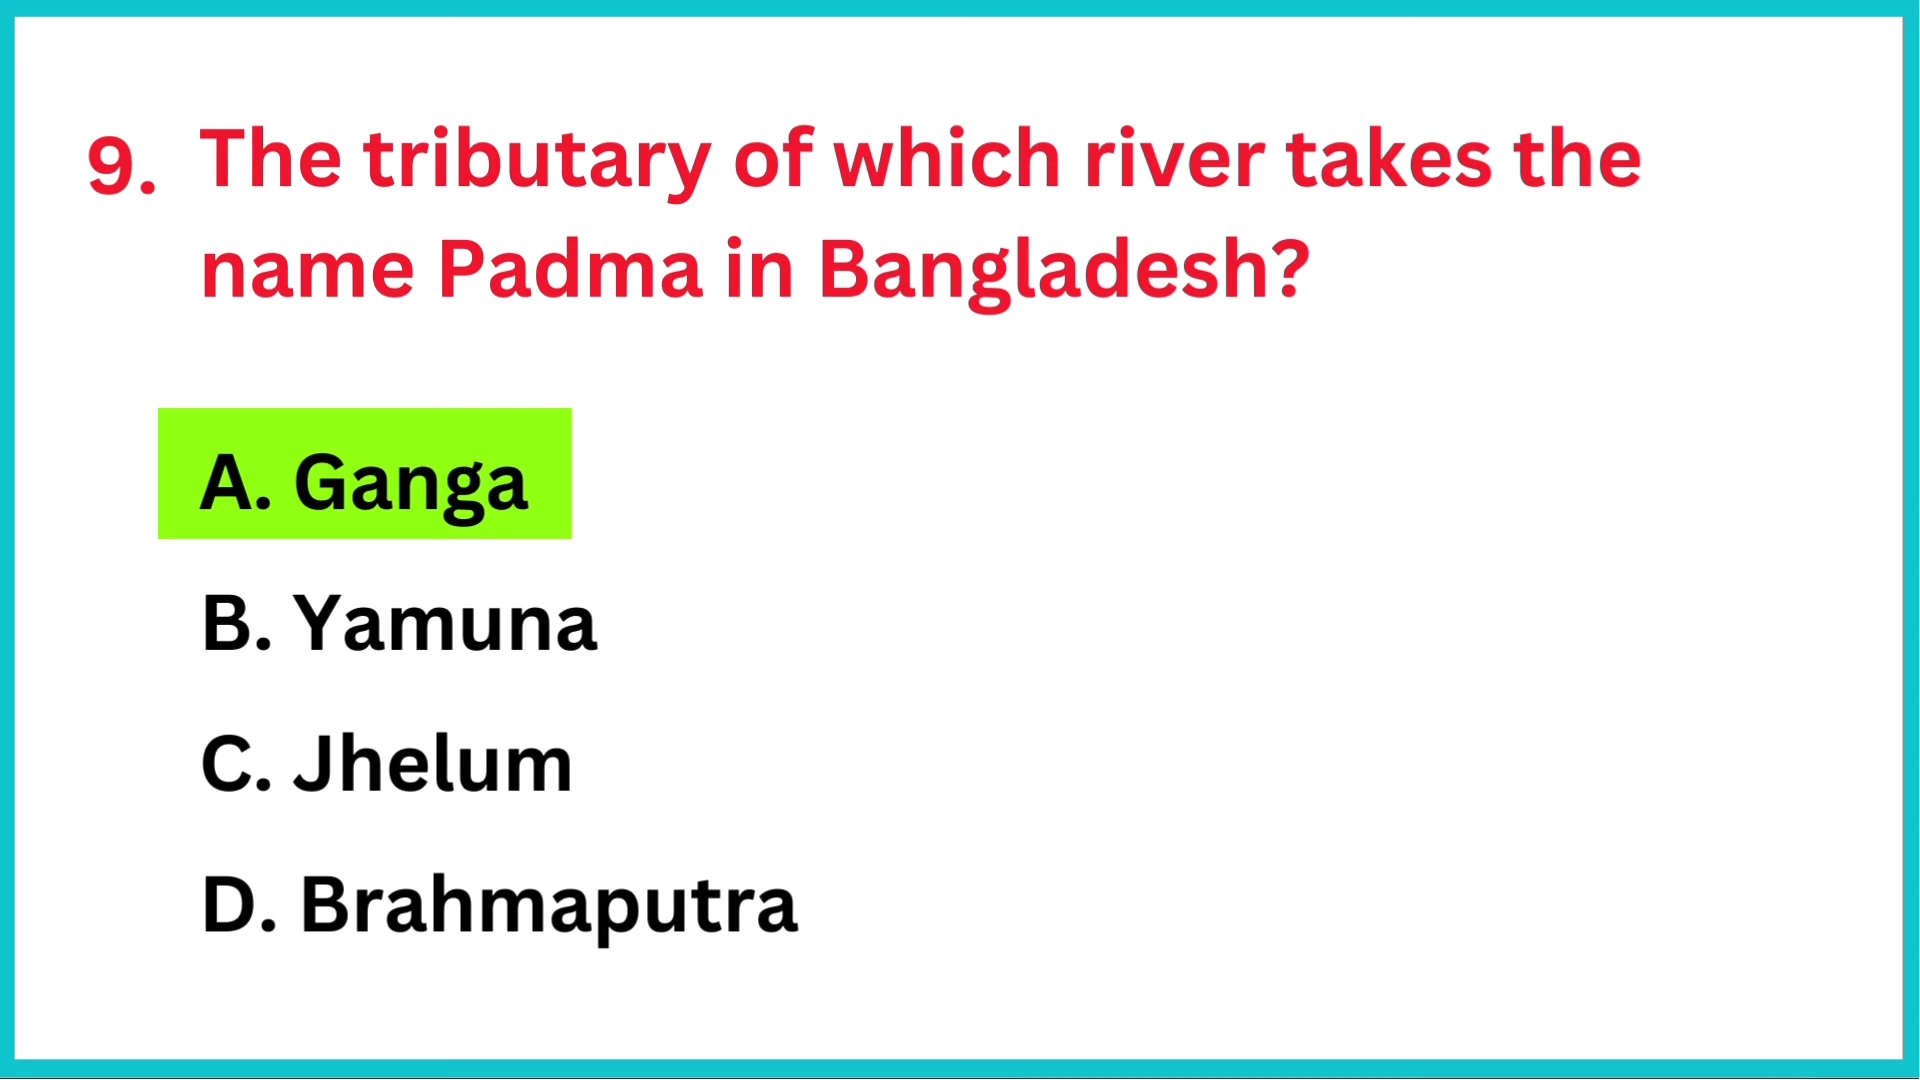 9. The tributary of which river takes the
name Padma in Bangladesh?
A. Ganga
B. Yamuna
C. Jhelum
D. Brahmaputra